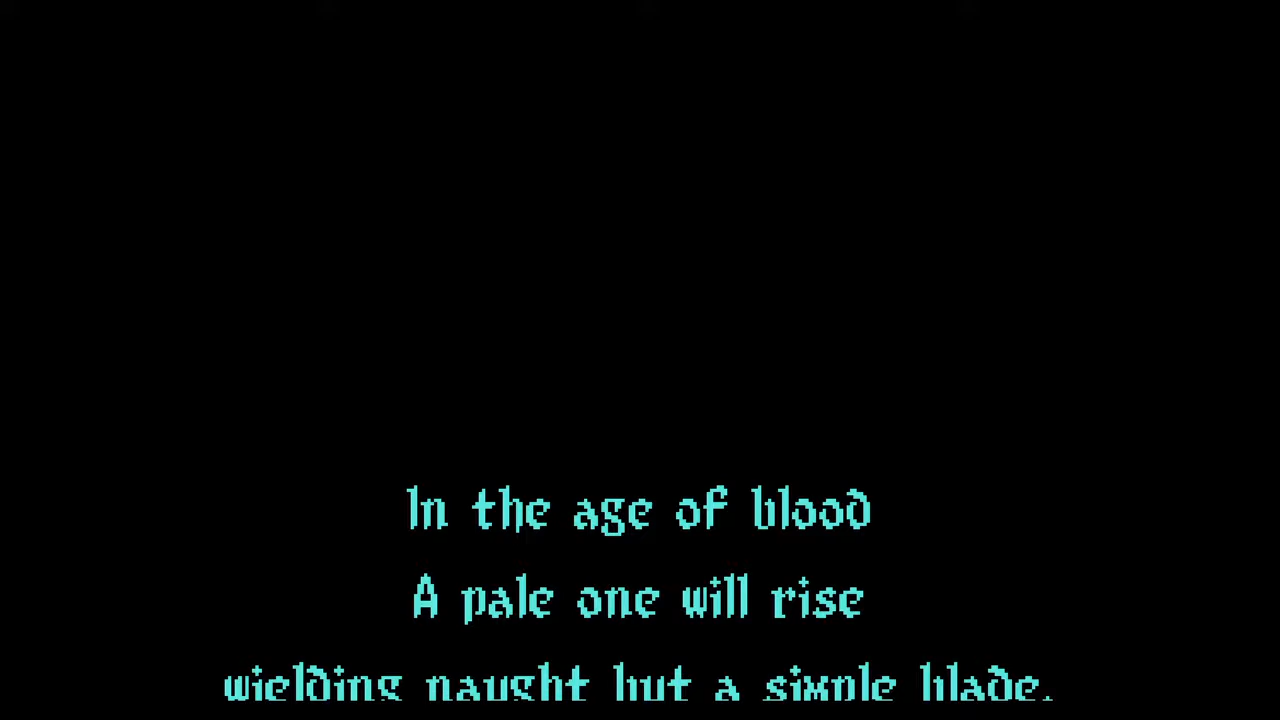 In the age of blood
A pale one will rise
wielding naught but a simple blade.